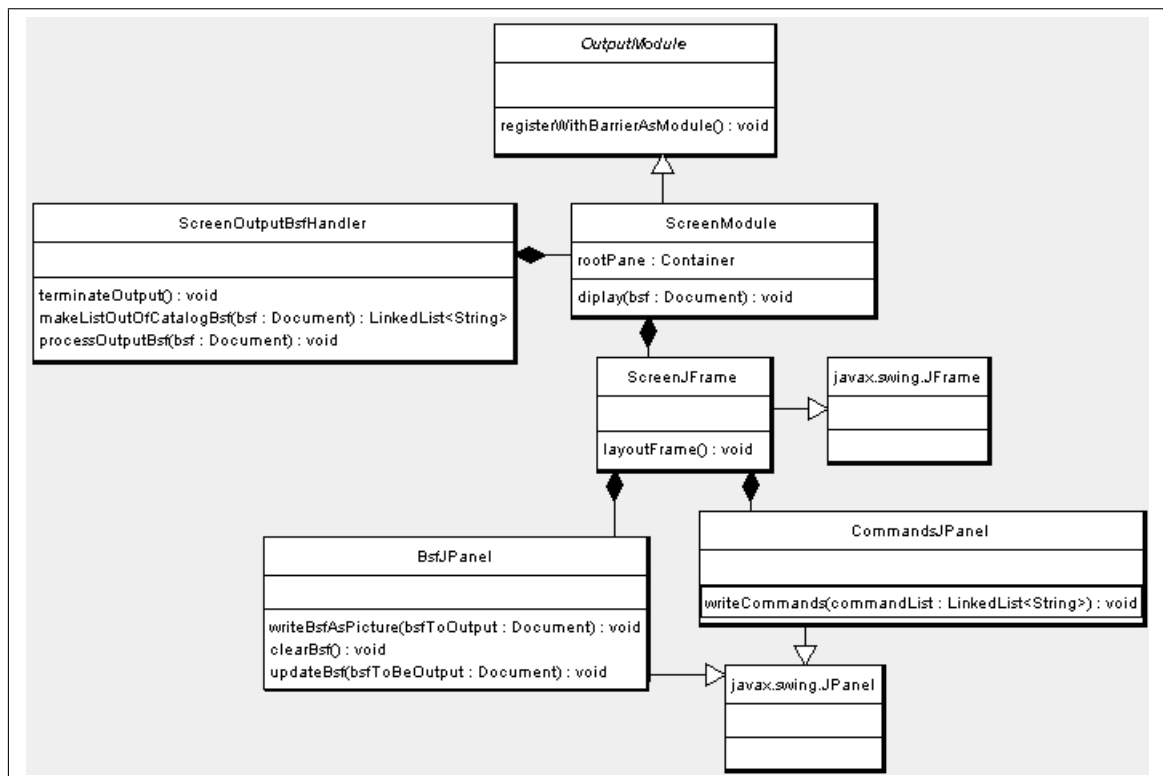 OutputModule
registerWithBarrierAsModule() : void
ScreenOutputBsfHandler
terminateOutput() : void
makeListOutOfCatalogBsf(bsf : Document) : LinkedList<String>
processOutputBsf(bsf : Document) : void
ScreenModule
rootPane : Container
diplay(bsf : Document) : void
ScreenJFrame
layoutFrame() : void
javax.swing.JFrame
BsfJPanel
writeBsfAsPicture(bsfToOutput : Document) : void
clearBsf() : void
updateBsf(bsfToBeOutput : Document) : void
CommandsJPanel
writeCommands(commandList : LinkedList<String>) : void
javax.swing.JPanel